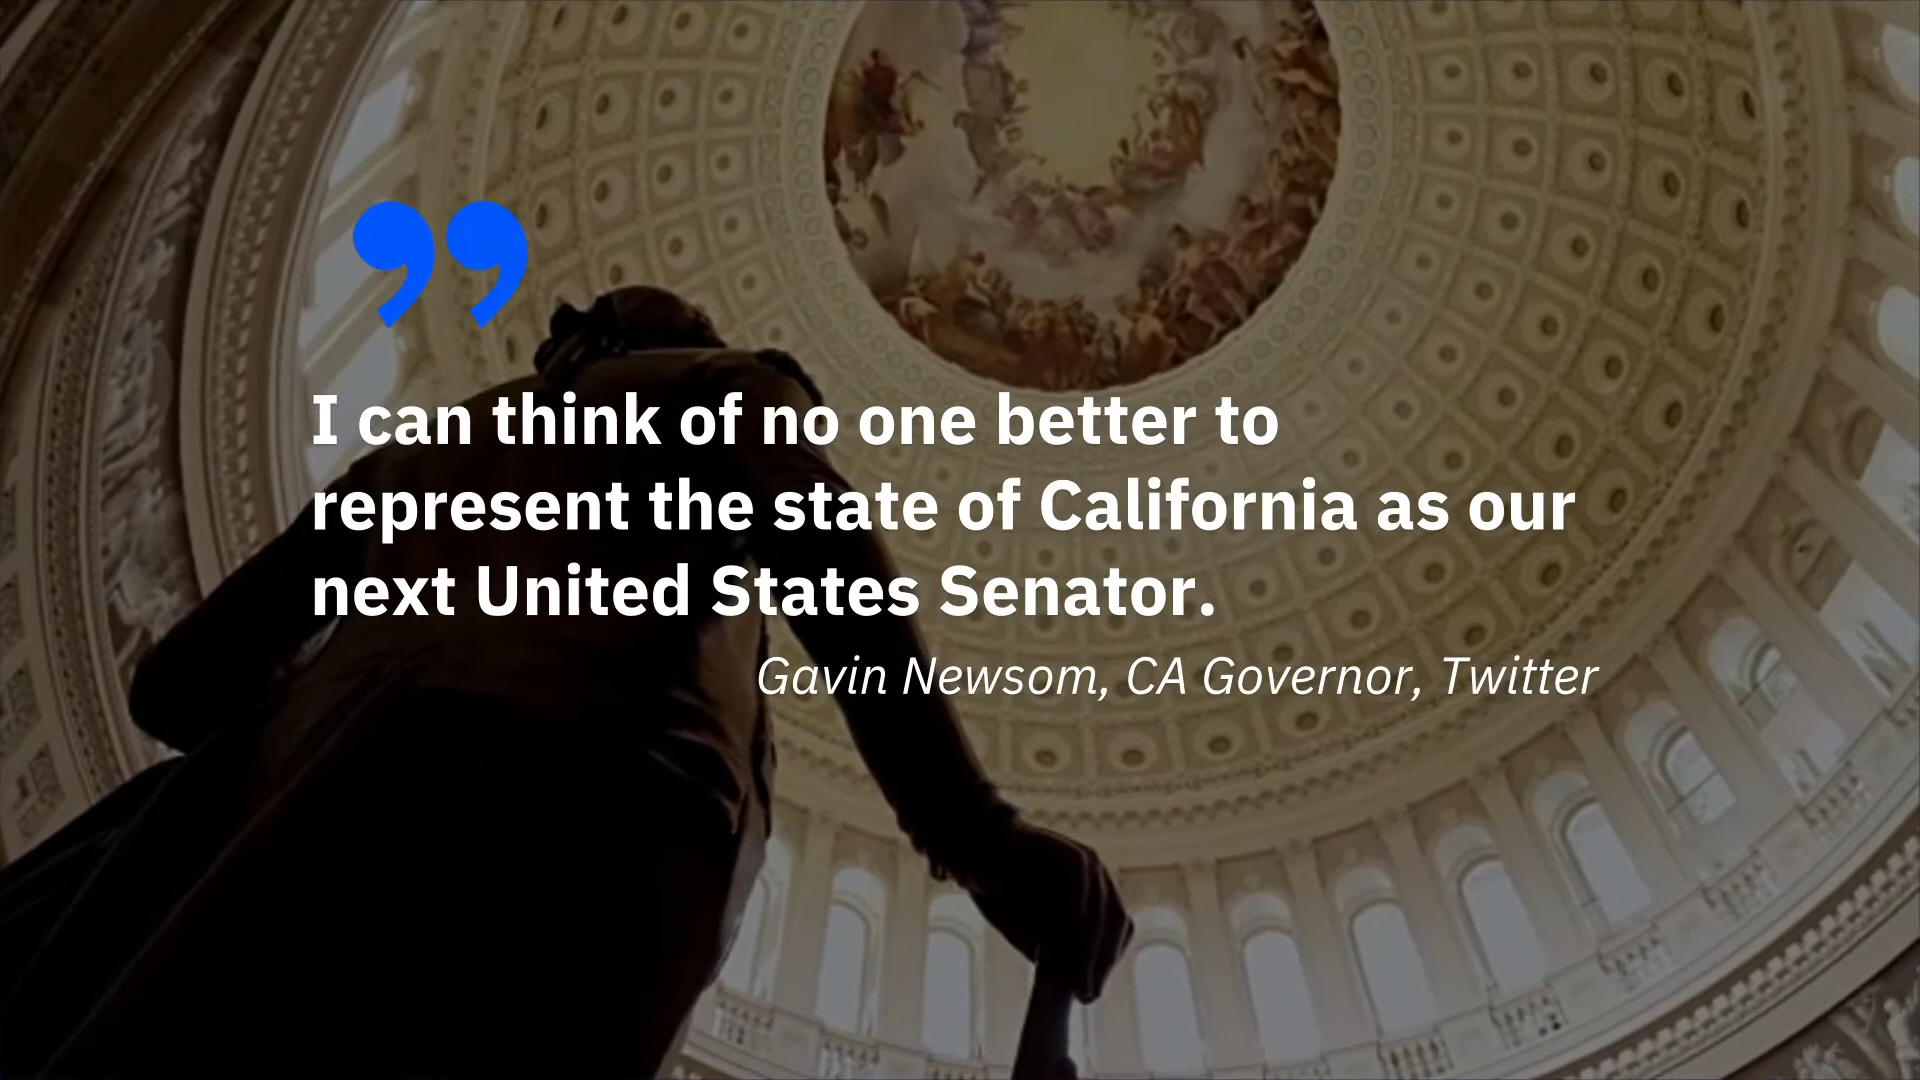 ”
I can think of no one better to
represent the state of California as our
next United States Senator.
Gavin Newsom, CA Governor, Twitter